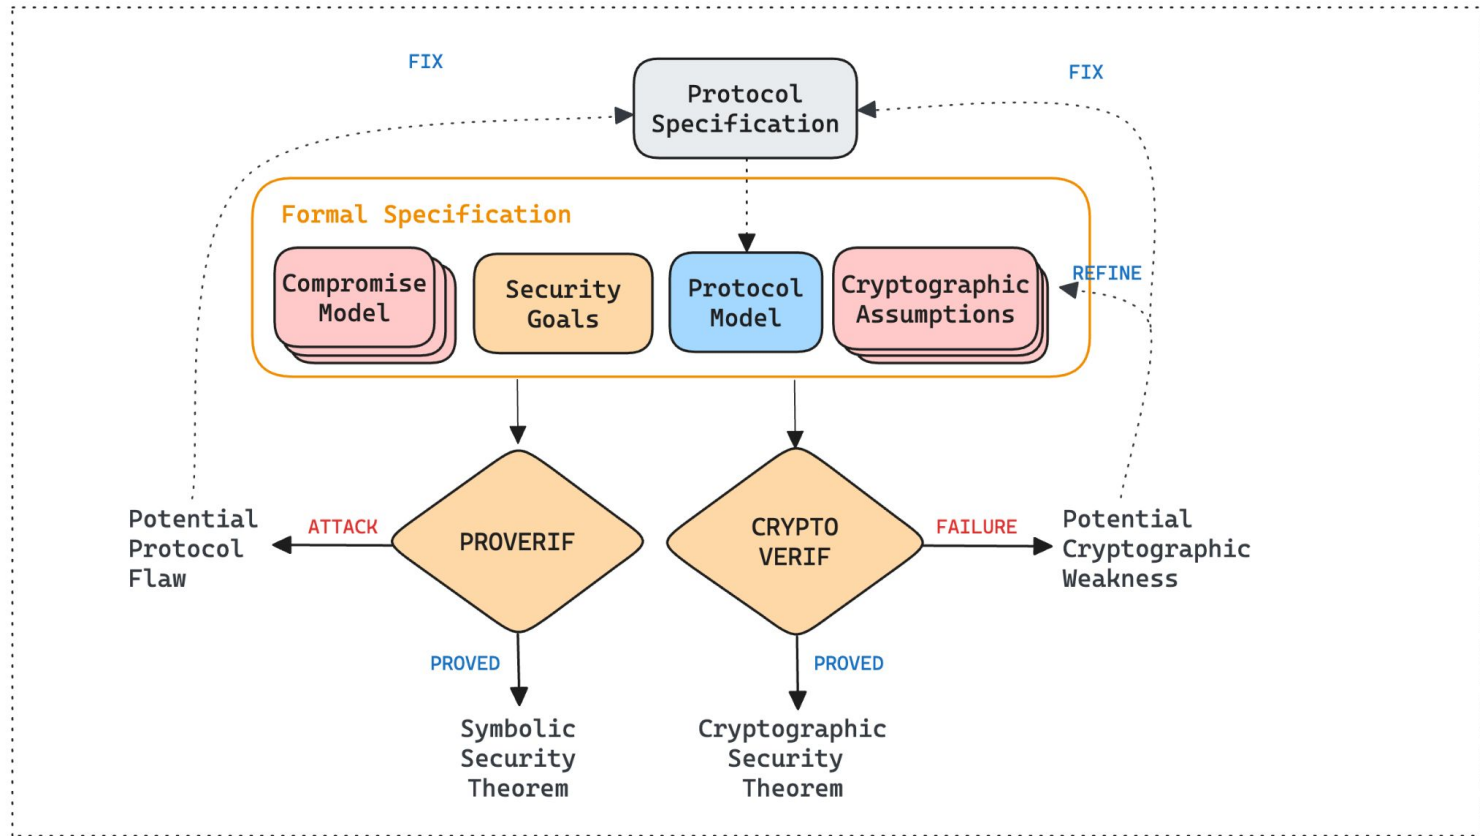 FIX
FIX
Protocol
Specification
Formal Specification
Compromise
Model
Security
Goals
Protocol
Model
Cryptographic
Assumptions
REFINE
Potential
Protocol
Flaw
ATTACK
PROVERIF
CRYPTO
VERIF
FAILURE
Potential
Cryptographic
Weakness
PROVED
PROVED
Symbolic
Security
Theorem
Cryptographic
Security
Theorem